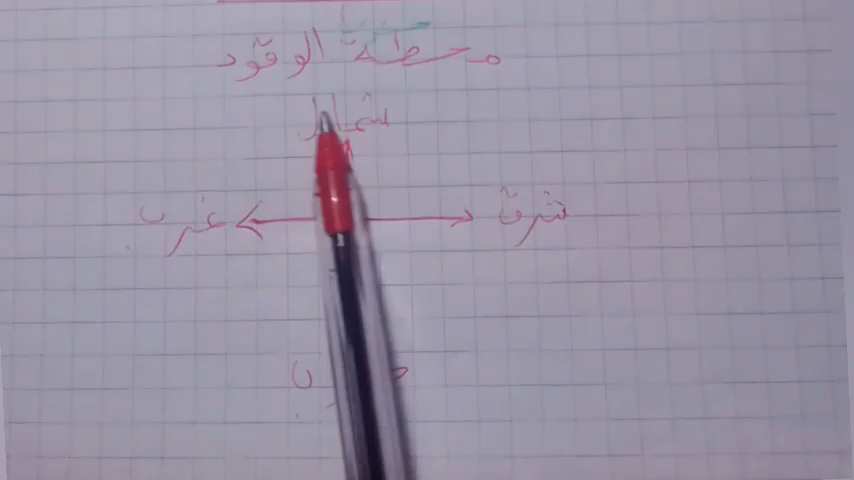 محطة الوقود
شمال
شرق غرب